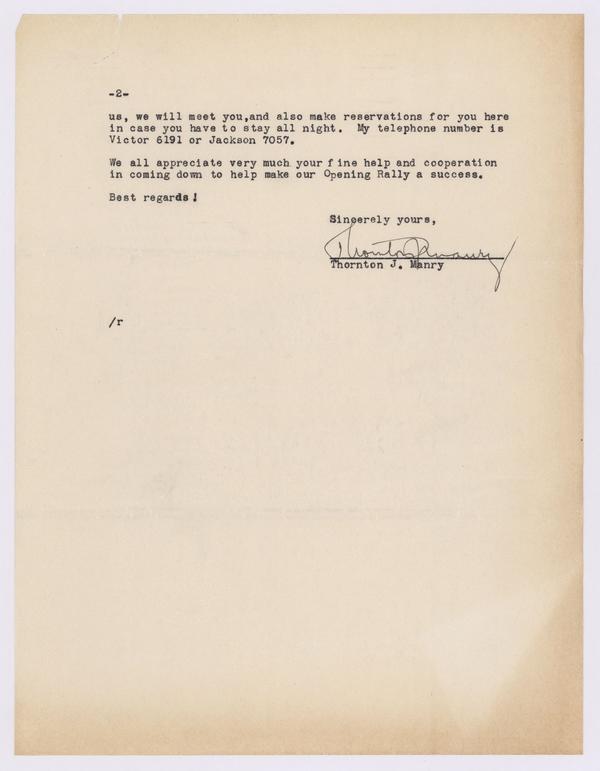 -2-
us, we will meet you,and also make reservations for you here
in case you have to stay all night. My telephone number is
Victor 6191 or Jackson 7057.
We all appreciate very much your fine help and cooperation
in coming down to help make our Opening Rally a success.
Best regards!
Sincerely yours,
Thornton J. Manry
Thornton J. Manry
/r